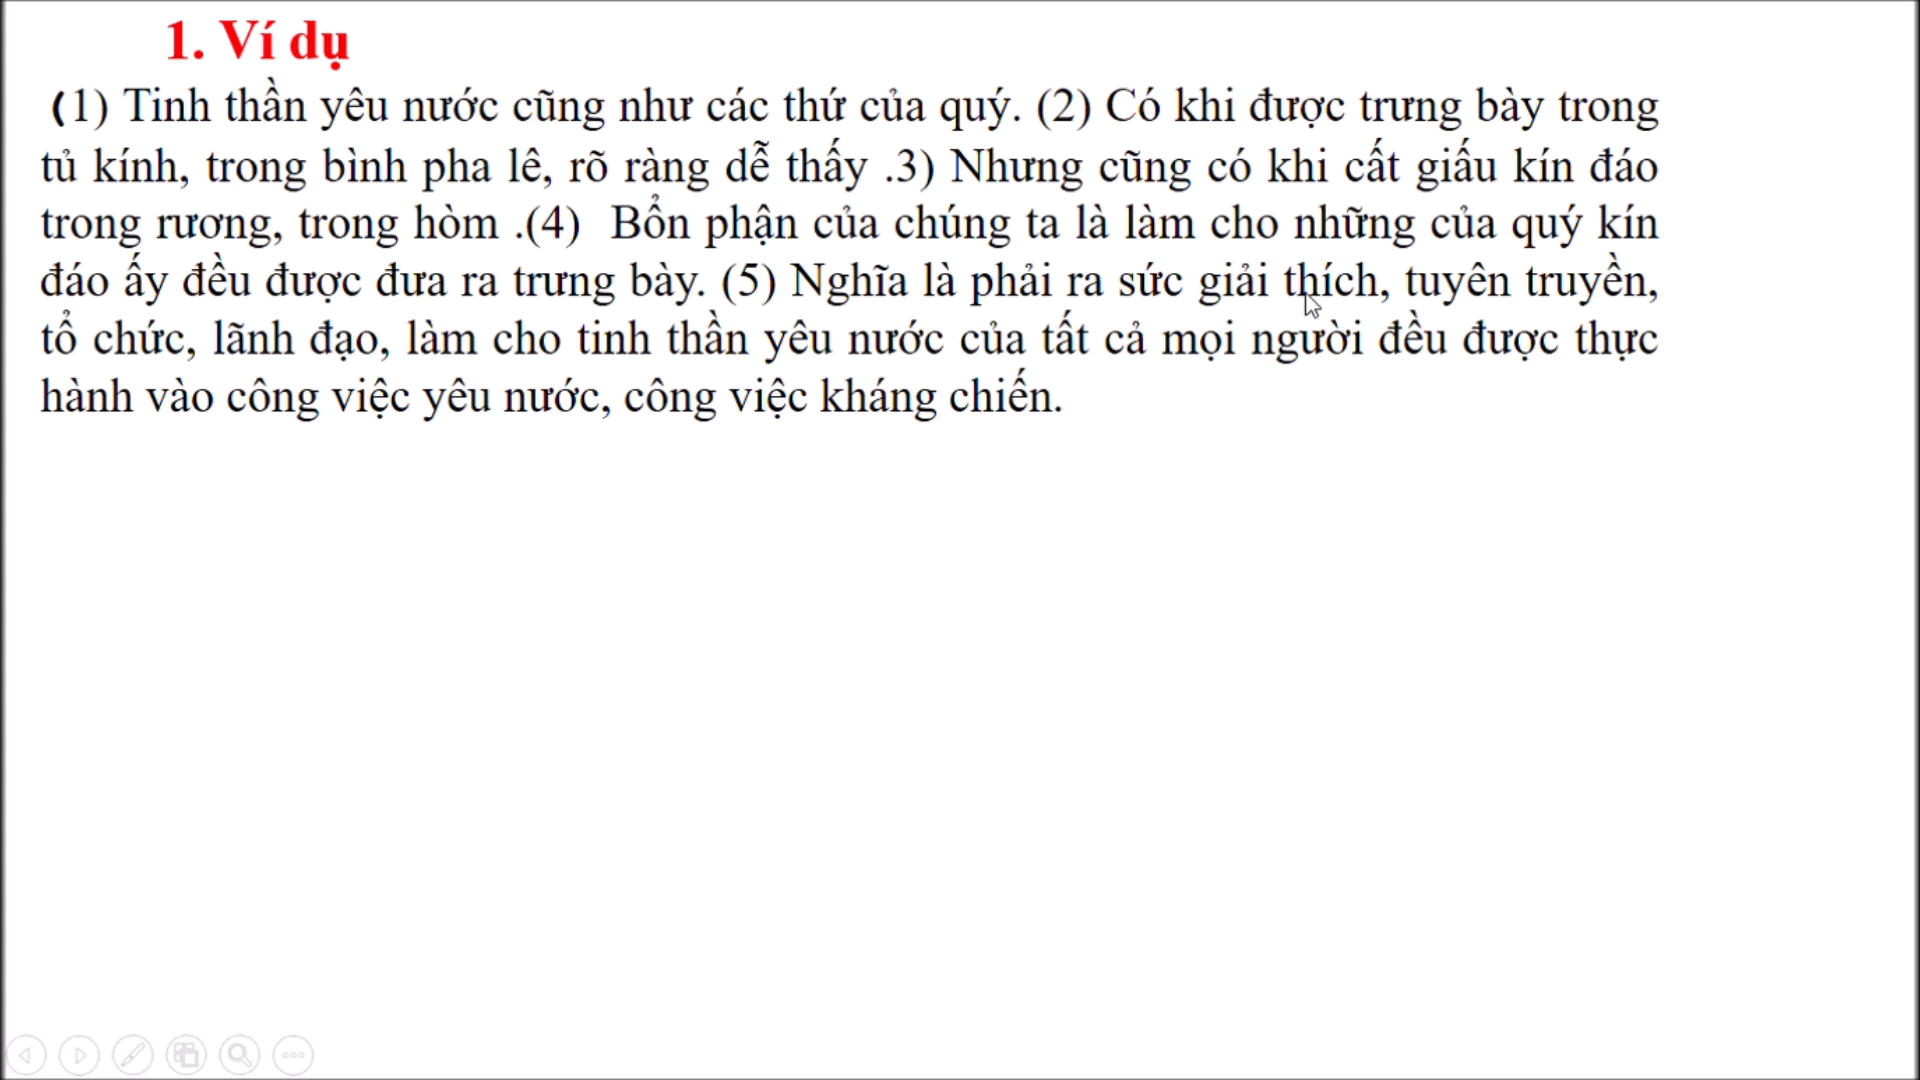 1. Ví dụ
(1) Tinh thần yêu nước cũng như các thứ của quý. (2) Có khi được trưng bày trong
tủ kính, trong bình pha lê, rõ ràng dễ thấy .3) Nhưng cũng có khi cất giấu kín đáo
trong rương, trong hòm .(4) Bổn phận của chúng ta là làm cho những của quý kín
đáo ấy đều được đưa ra trưng bày. (5) Nghĩa là phải ra sức giải thích, tuyên truyền,
tổ chức, lãnh đạo, làm cho tinh thần yêu nước của tất cả mọi người đều được thực
hành vào công việc yêu nước, công việc kháng chiến.